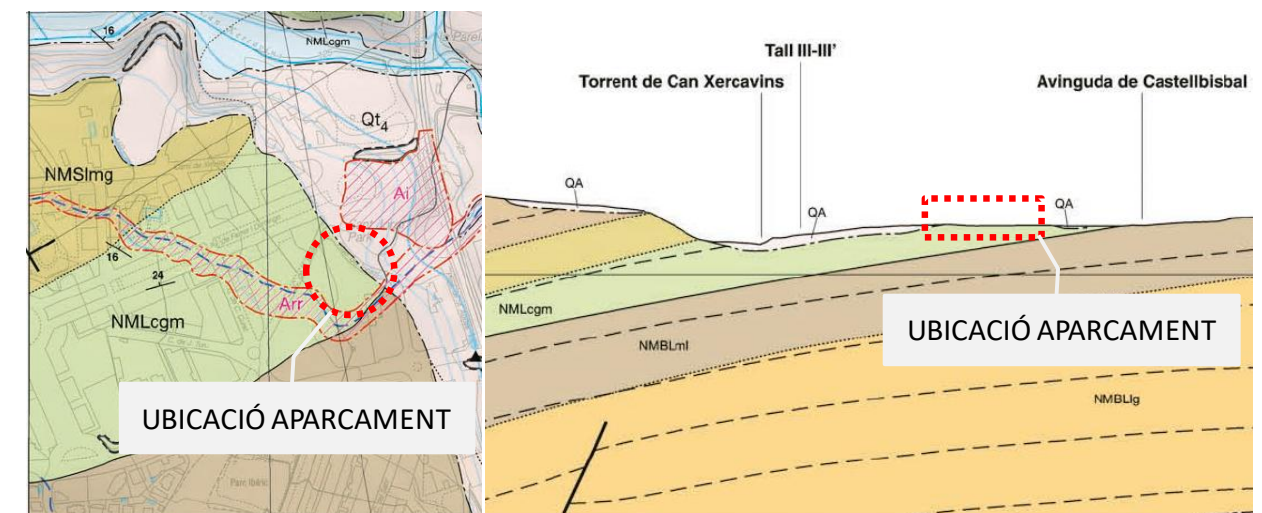 16
NMLcgm
Qt4
NMSlmg
Ai
Park
16
24
Arr
NMLcgm
UBICACIÓ APARCAMENT
Parc Ibèric
Tall III-III’
Torrent de Can Xercavins
Avinguda de Castellbisbal
QA
QA
QA
NMLcgm
NMBLml
UBICACIÓ APARCAMENT
NMBLlg